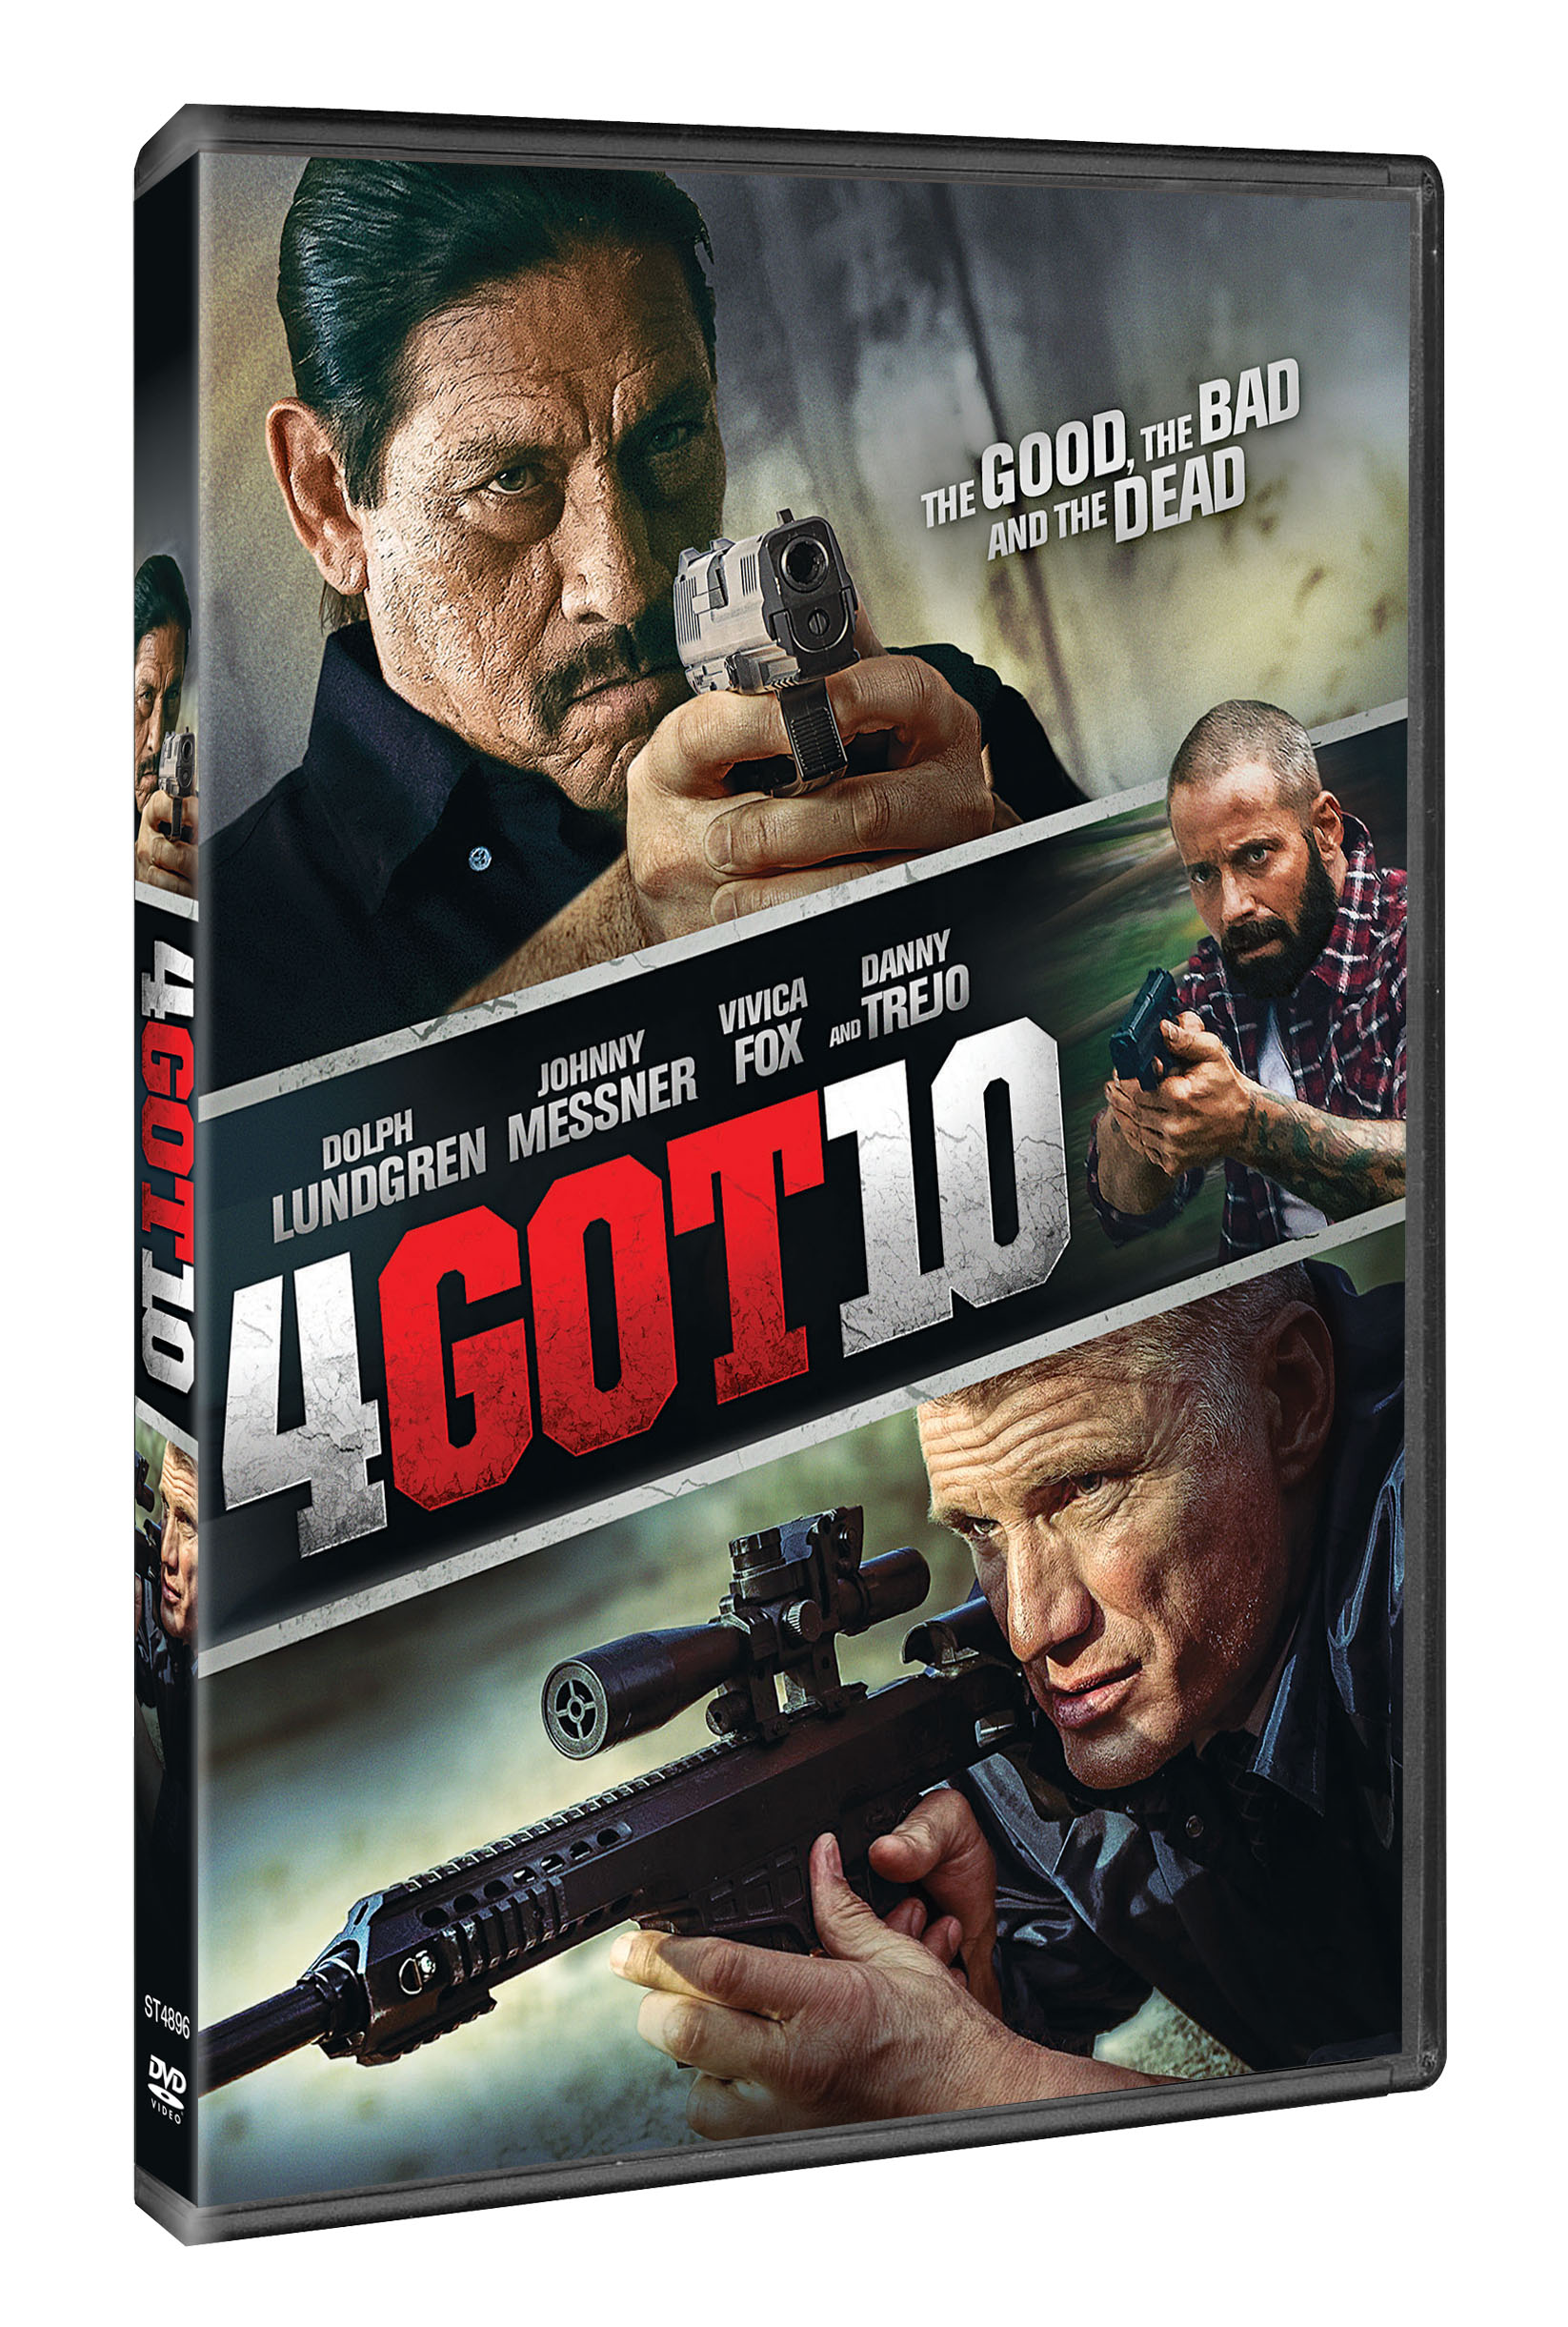 THE GOOD, THE BAD
AND THE DEAD
DOLPH
LUNDGREN
JOHNNY
MESSNER
VIVICA
FOX
AND DANNY
TREJO
4GOT10
4GOT10
ST4896
DVD
VIDEO